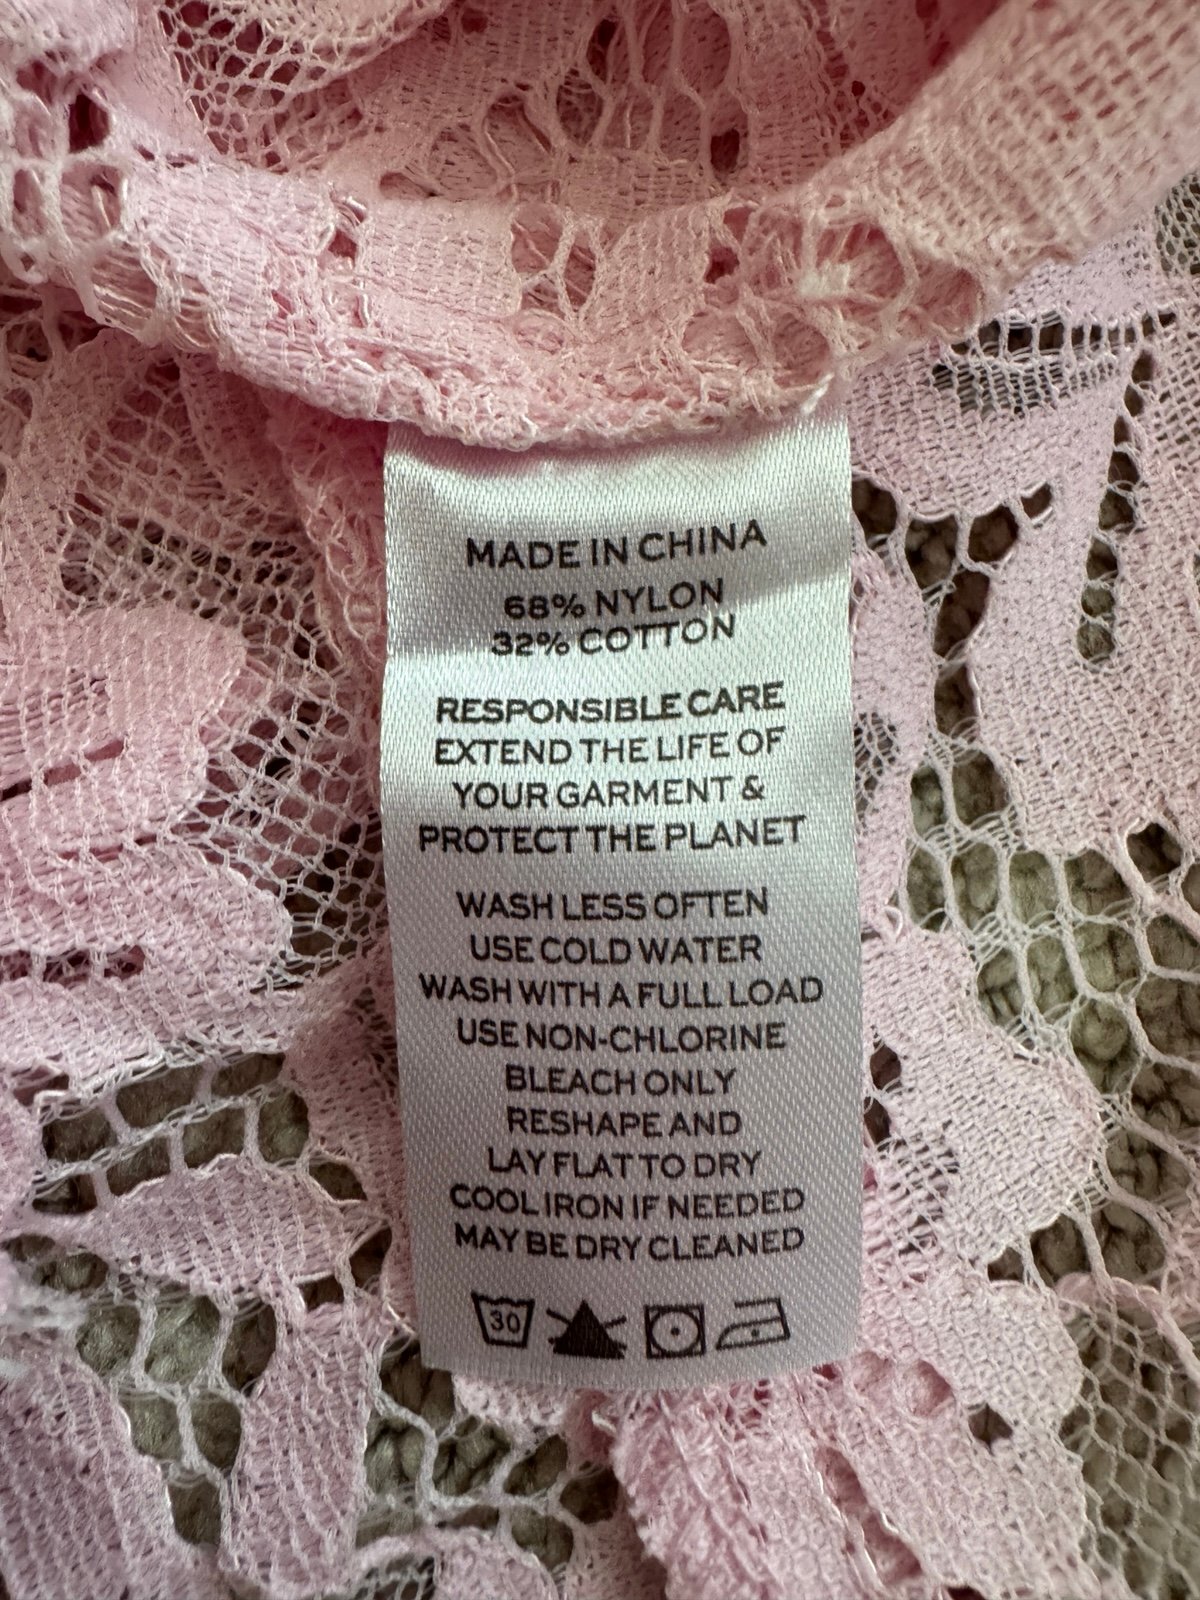 MADE IN CHINA
68% NYLON
32% COTTON
RESPONSIBLE CARE
EXTEND THE LIFE OF
YOUR GARMENT &
PROTECT THE PLANET
WASH LESS OFTEN
USE COLD WATER
WASH WITH A FULL LOAD
USE NON-CHLORINE
BLEACH ONLY
RESHAPE AND
LAY FLAT TO DRY
COOL IRON IF NEEDED
MAY BE DRY CLEANED
30